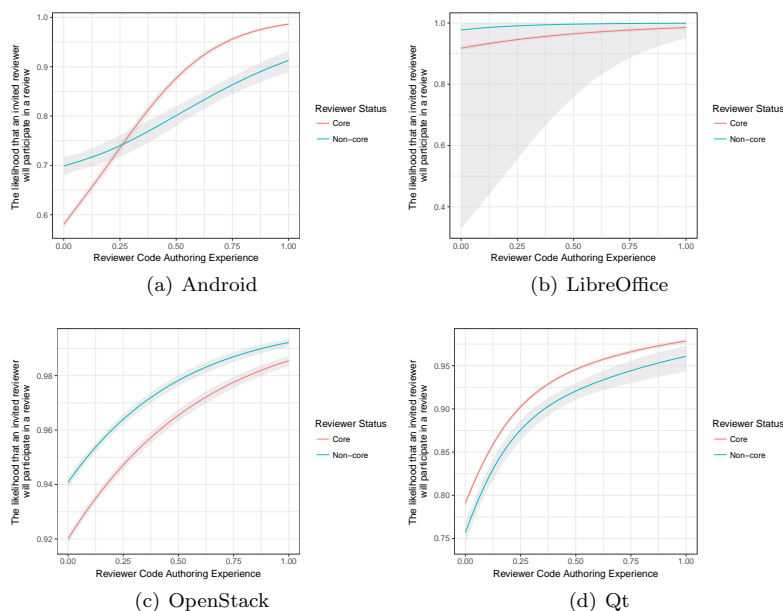 The likelihood that an invited reviewer
will participate in a review
1.0
0.9
0.8
0.7
0.6
0.00
0.25
0.50
0.75
1.00
Reviewer Code Authoring Experience
Reviewer Status
Core
Non−core
(a) Android
The likelihood that an invited reviewer
will participate in a review
1.0
0.8
0.6
0.4
0.00
0.25
0.50
0.75
1.00
Reviewer Code Authoring Experience
Reviewer Status
Core
Non−core
(b) LibreOffice
The likelihood that an invited reviewer
will participate in a review
0.98
0.96
0.94
0.92
0.00
0.25
0.50
0.75
1.00
Reviewer Code Authoring Experience
Reviewer Status
Core
Non−core
(c) OpenStack
The likelihood that an invited reviewer
will participate in a review
0.95
0.90
0.85
0.80
0.75
0.00
0.25
0.50
0.75
1.00
Reviewer Code Authoring Experience
Reviewer Status
Core
Non−core
(d) Qt